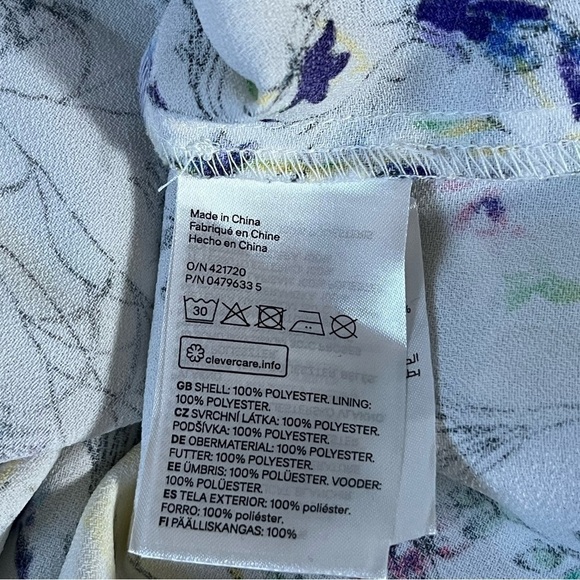 Made in China
Fabriqué en Chine
Hecho en China
O/N 421720
P/N 0479633 5
30
clevercare.info
GB SHELL: 100% POLYESTER. LINING:
100% POLYESTER.
CZ SVRCHNÍ LÁTKA: 100% POLYESTER.
PODŠÍVKA: 100% POLYESTER.
DE OBERMATERIAL: 100% POLYESTER.
FUTTER: 100% POLYESTER.
EE ÜMBRIS: 100% POLÜESTER. VOODER:
100% POLÜESTER.
ES TELA EXTERIOR: 100% poliéster.
FORRO: 100% poliéster.
FI PÄÄLLISKANGAS: 100%